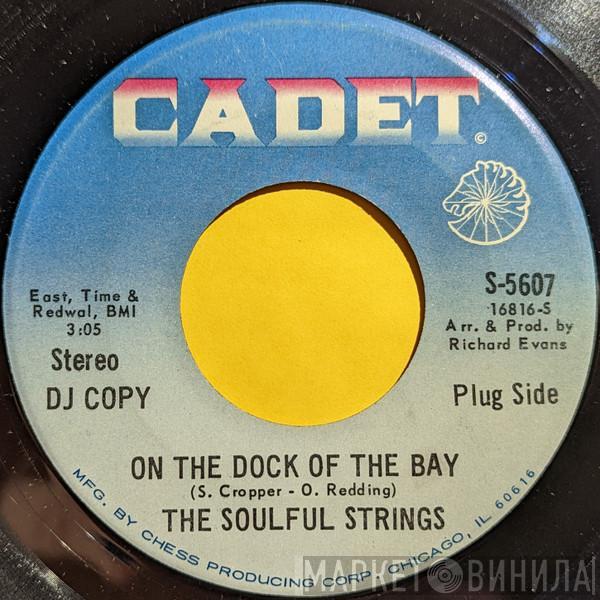 CADET
©
S-5607
16816-S
Arr. & Prod. by
Richard Evans
East, Time &
Redwal, BMI
3:05
Stereo
DJ COPY
Plug Side
ON THE DOCK OF THE BAY
(S. Cropper - O. Redding)
THE SOULFUL STRINGS
MFG. BY CHESS PRODUCING CORP., CHICAGO, IL 60616
МАРКЕТ ВИНИЛА